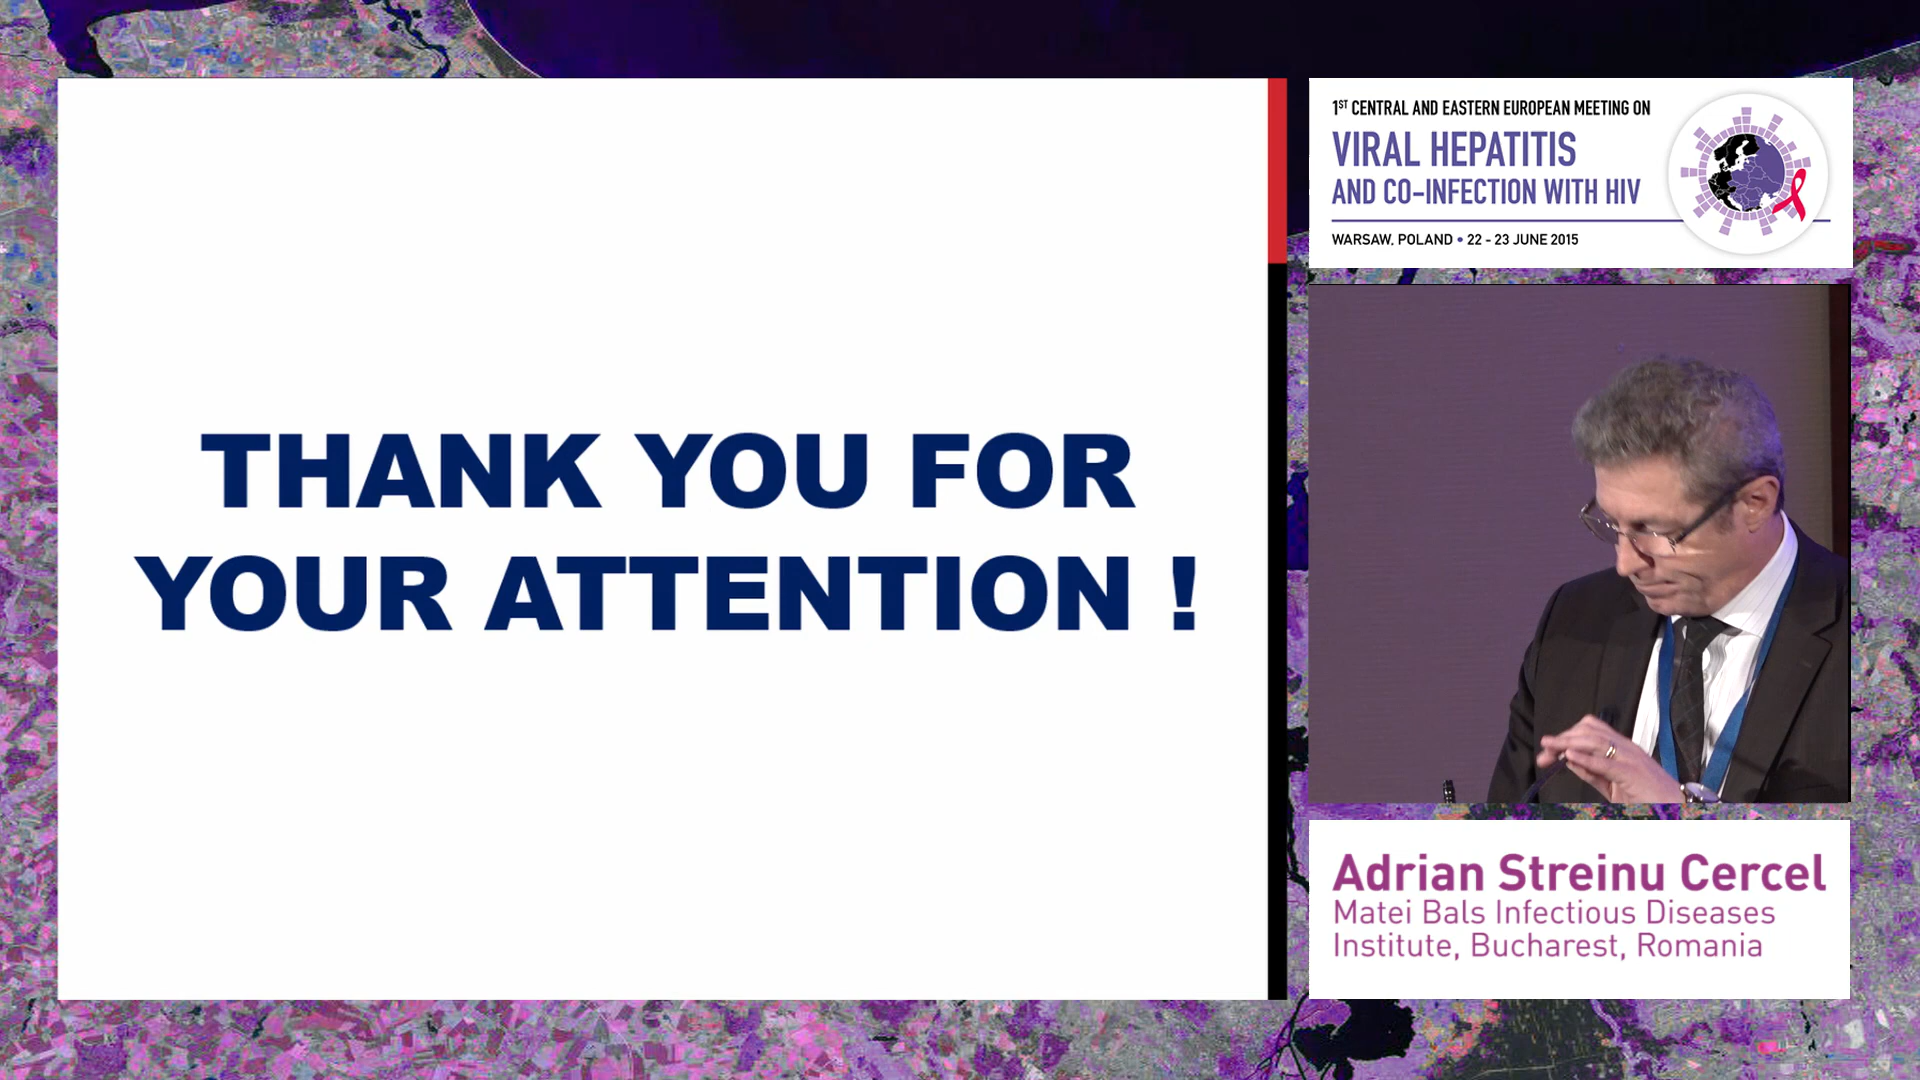 THANK YOU FOR
YOUR ATTENTION !
1ST CENTRAL AND EASTERN EUROPEAN MEETING ON
VIRAL HEPATITIS
AND CO-INFECTION WITH HIV
WARSAW, POLAND • 22 - 23 JUNE 2015
Adrian Streinu Cercel
Matei Bals Infectious Diseases
Institute, Bucharest, Romania